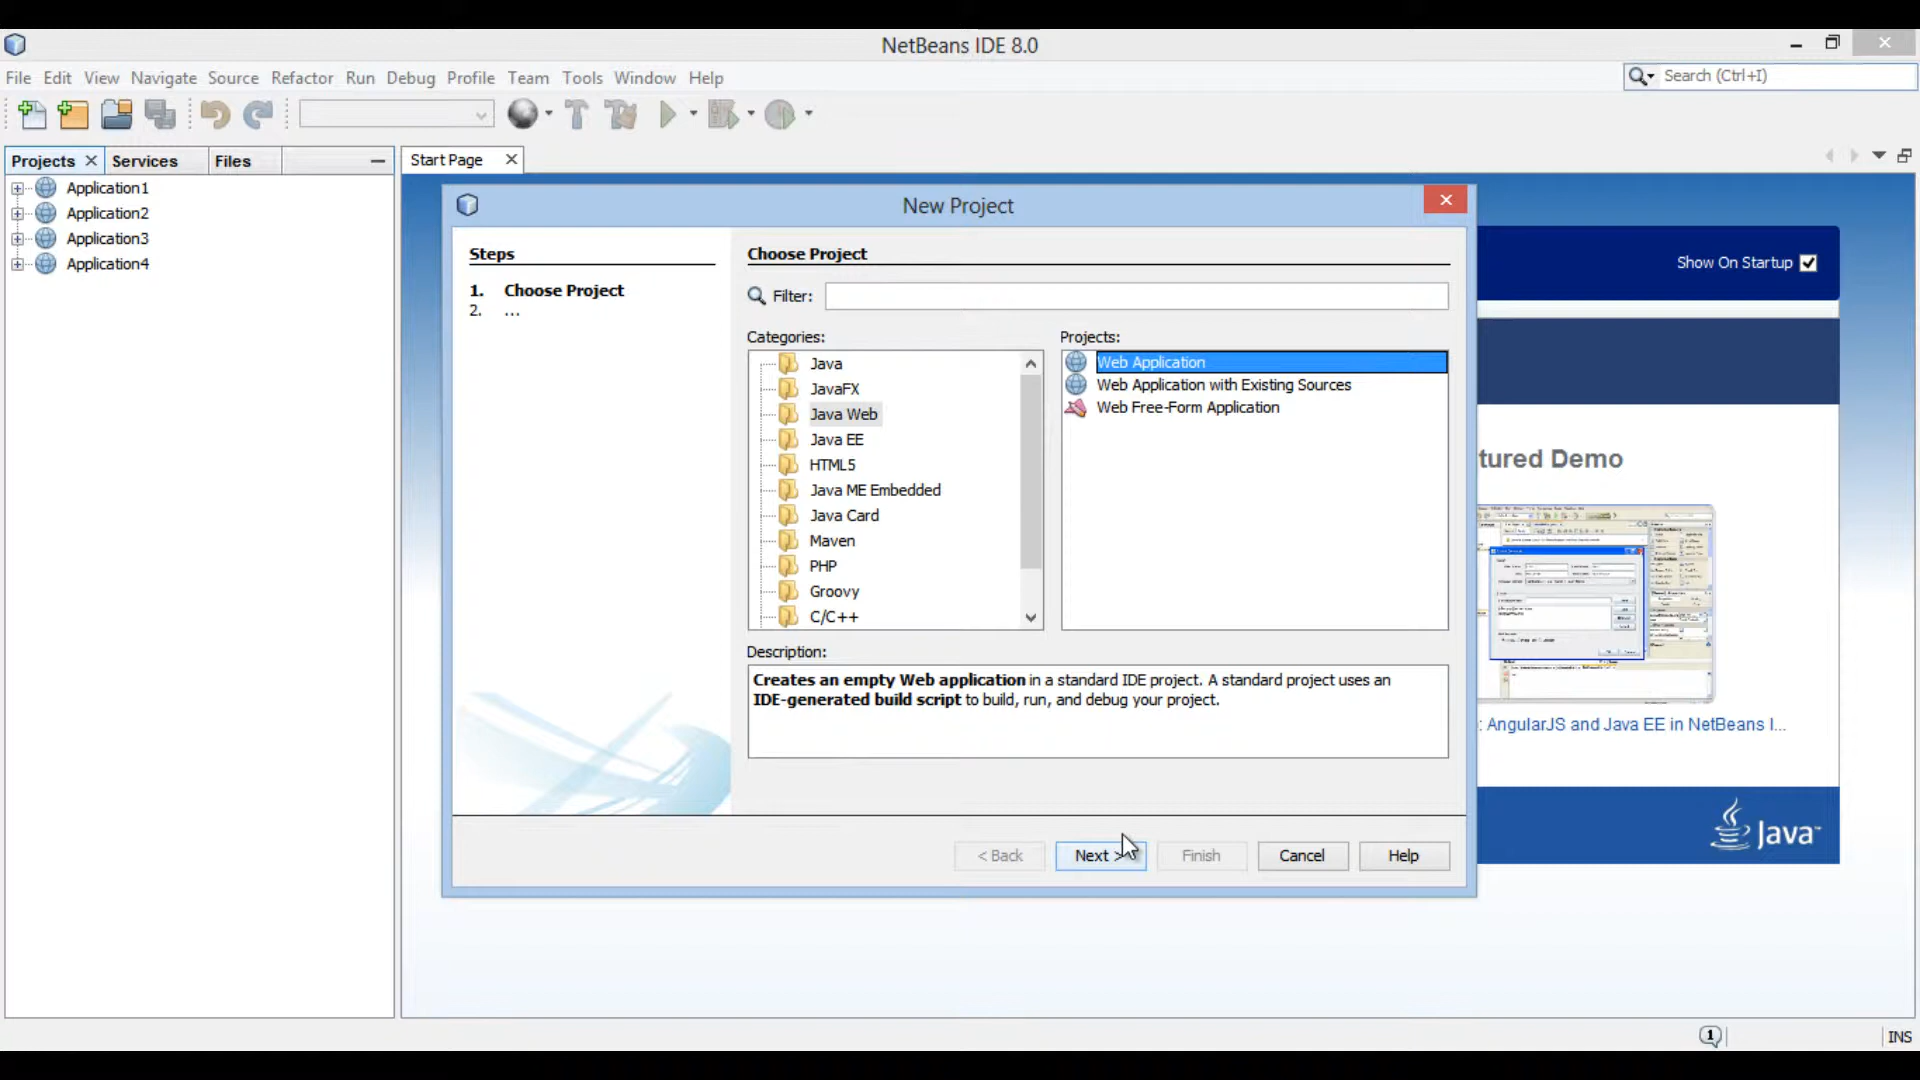 NetBeans IDE 8.0
File Edit View Navigate Source Refactor Run Debug Profile Team Tools Window Help
Search (Ctrl+I)
Projects Services Files
Start Page
Application1
Application2
Application3
Application4
New Project
Show On Startup
Steps
1. Choose Project
2. ...
Choose Project
Filter:
Categories:
Java
JavaFX
Java Web
Java EE
HTML5
Java ME Embedded
Java Card
Maven
PHP
Groovy
C/C++
Projects:
Web Application
Web Application with Existing Sources
Web Free-Form Application
Description:
Creates an empty Web application in a standard IDE project. A standard project uses an
IDE-generated build script to build, run, and debug your project.
< Back Next > Finish Cancel Help
tured Demo
: AngularJS and Java EE in NetBeans I...
Java
1
INS